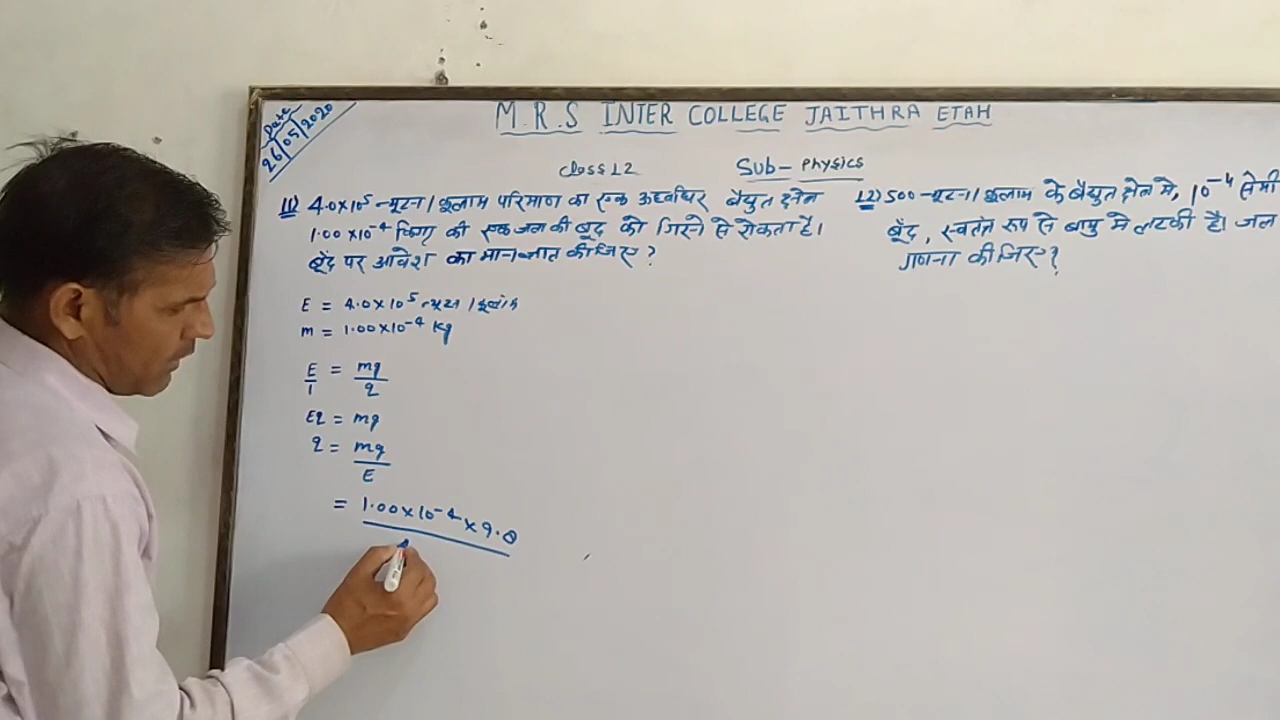 Date
26/05/2020
M.R.S INTER COLLEGE JAITHRA ETAH
Class 12
Sub- Physics
11) 4.0×10⁵ न्यूटन/कूलाम परिमाण का एक ऊर्ध्वाधर वैद्युत क्षेत्र
1.00×10⁻⁴ किग्रा की एक जल की बूंद को गिरने से रोकता है।
बूंद पर आवेश का मान ज्ञात कीजिए?
E = 4.0×10⁵ न्यूटन/कूलांम
m = 1.00×10⁻⁴ kg
E/1 = mg/q
Eq = mg
q = mg/E
= 1.00×10⁻⁴ × 9.8
12) 500 न्यूटन/कूलाम के वैद्युत क्षेत्र मे, 10⁻⁴ सेमी
बूँद, स्वतंत्र रूप से वायु मे लटकी है। जल
गणना कीजिए?